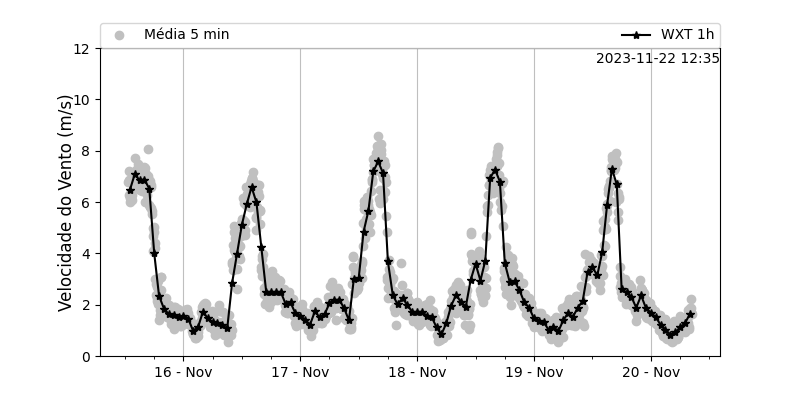 Média 5 min
WXT 1h
2023-11-22 12:35
Velocidade do Vento (m/s)
12
10
8
6
4
2
0
16 - Nov
17 - Nov
18 - Nov
19 - Nov
20 - Nov